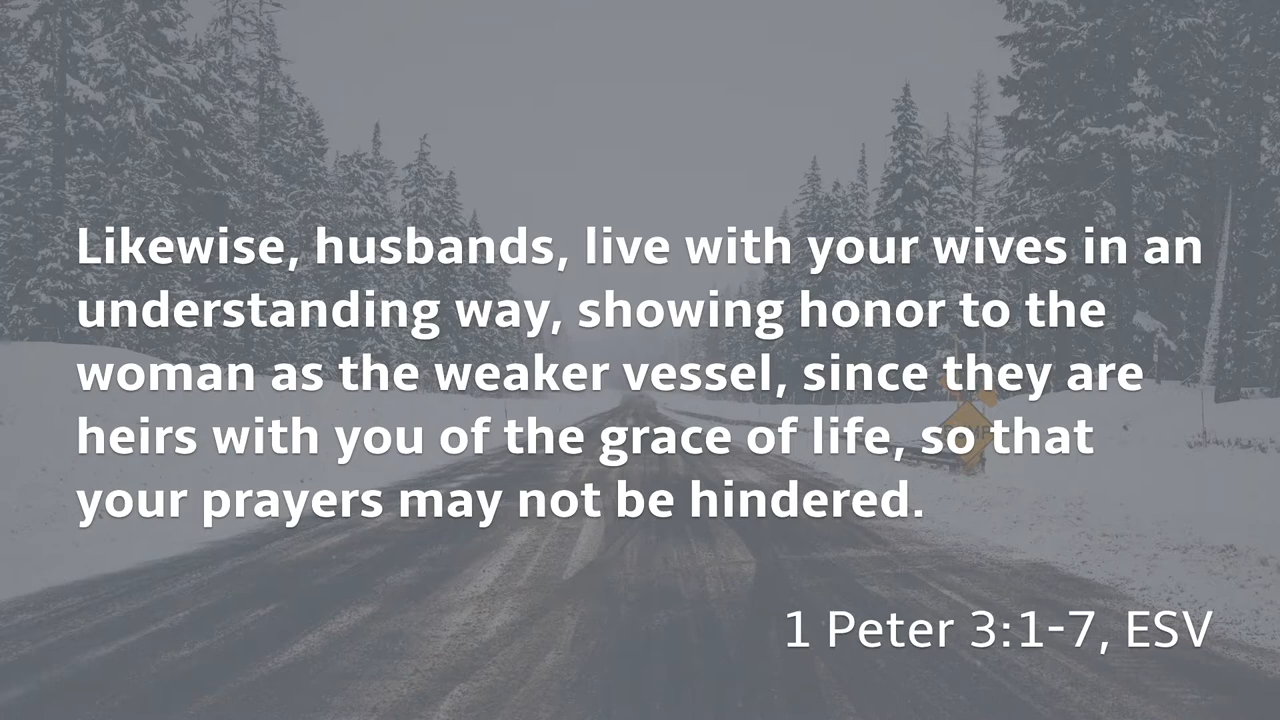 Likewise, husbands, live with your wives in an
understanding way, showing honor to the
woman as the weaker vessel, since they are
heirs with you of the grace of life, so that
your prayers may not be hindered.
1 Peter 3:1-7, ESV